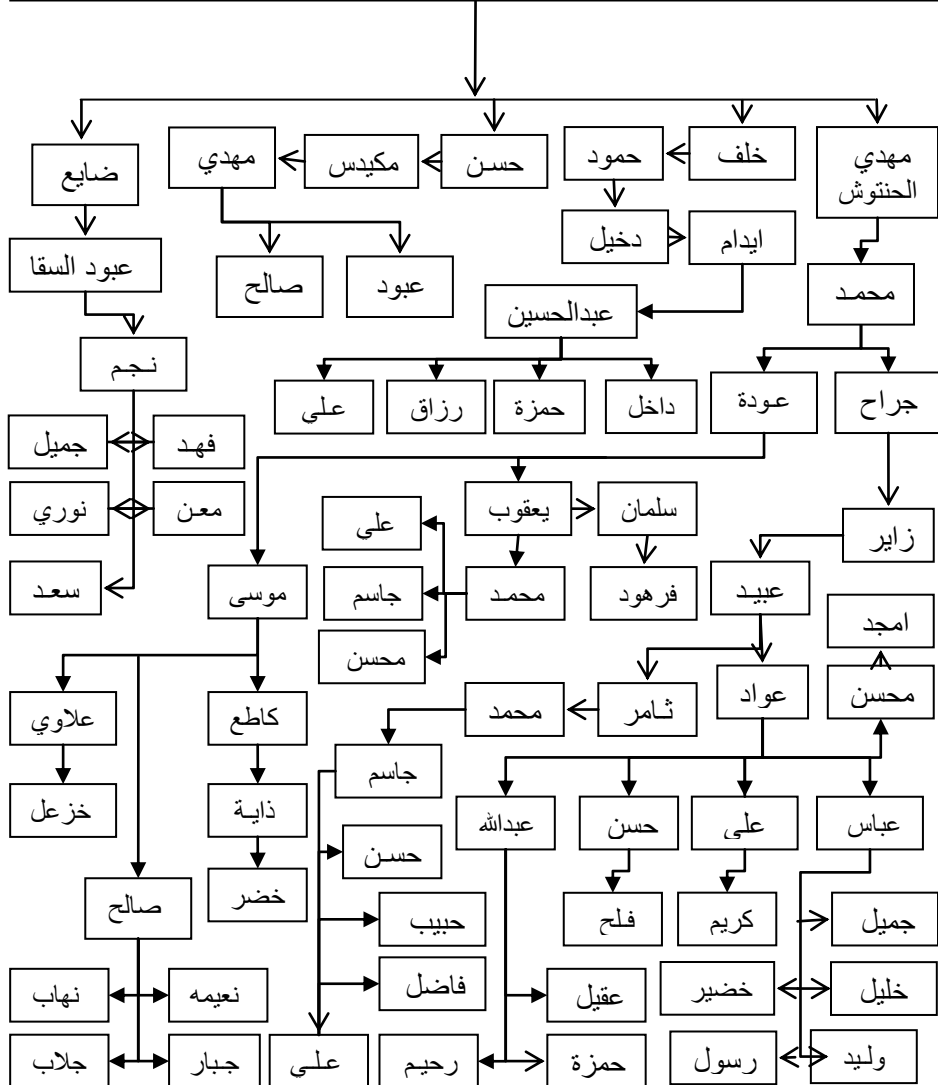 مهدي
الحنتوش
خلف
حمود
حسن
مكيدس
مهدي
ضايع
ايدام
دخيل
عبود
صالح
عبود السقا
محمد
عبدالحسين
نجم
جراح
عودة
داخل
حمزة
رزاق
علي
فهد
جميل
سلمان
يعقوب
علي
معن
نوري
زاير
عبيد
فرهود
محمد
جاسم
موسى
سعد
امجد
محسن
محسن
عواد
ثامر
محمد
كاطع
علاوي
جاسم
عباس
على
حسن
عبدالله
ذاية
خزعل
حسن
خضر
صالح
جميل
كريم
فلح
حبيب
خليل
خضير
عقيل
فاضل
نعيمه
نهاب
وليد
رسول
حمزة
رحيم
علي
جبار
جلاب